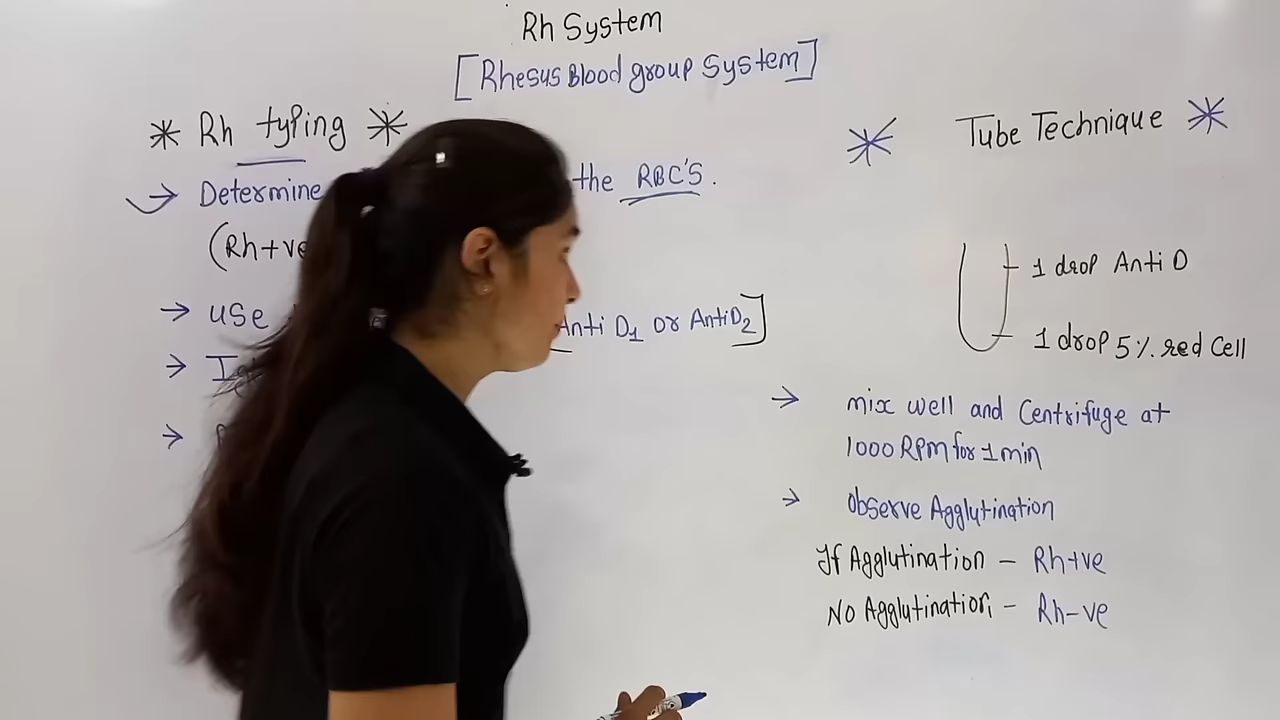 Rh System
[Rhesus Blood group System]
* Rh typing *
→ Determine the RBC'S.
(Rh+ve
→ use Anti D1 or AntiD2]
→
→
* Tube Technique *
1 drop Anti D
1 drop 5%. red Cell
→ mix well and Centrifuge at
1000 RPM for 1 min
→ Observe Agglutination
If Agglutination - Rh+ve
No Agglutination - Rh-ve